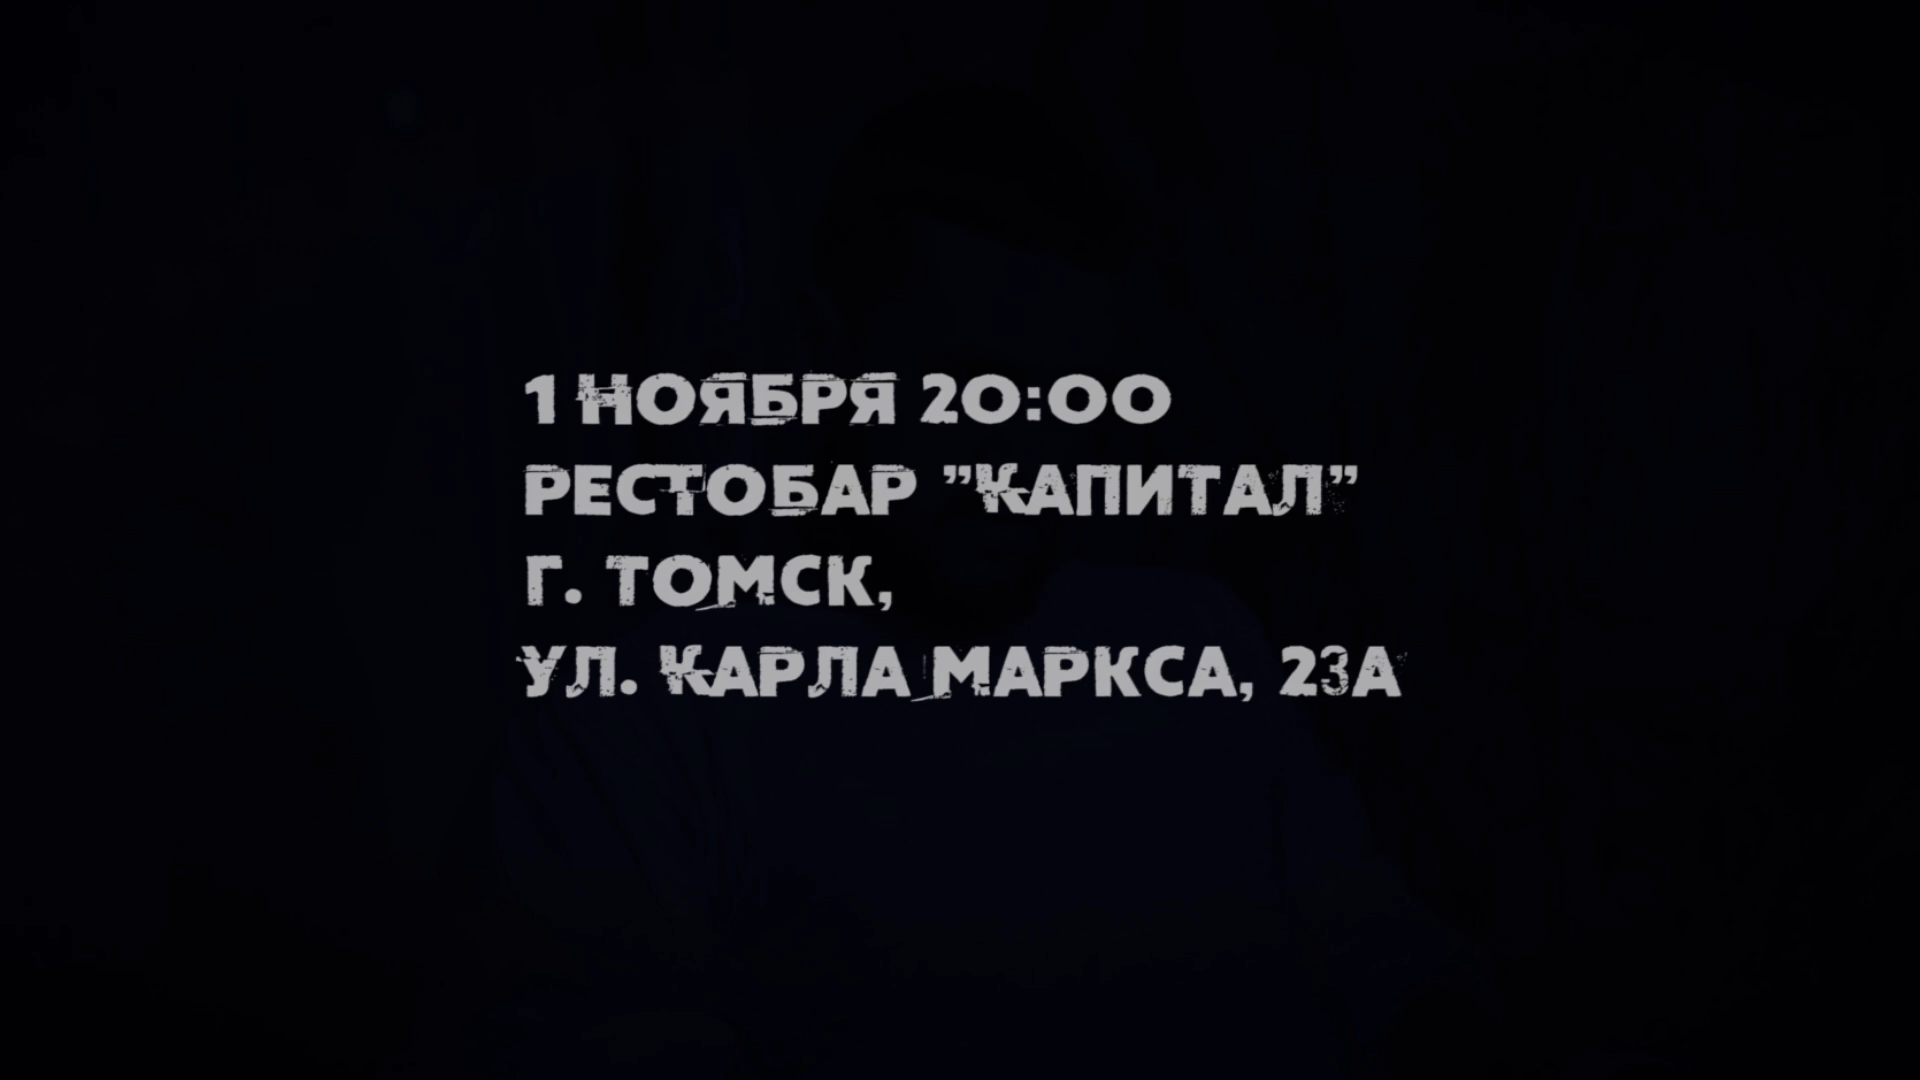 1 НОЯБРЯ 20:00
РЕСТОБАР "КАПИТАЛ"
Г. ТОМСК,
УЛ. КАРЛА МАРКСА, 23А